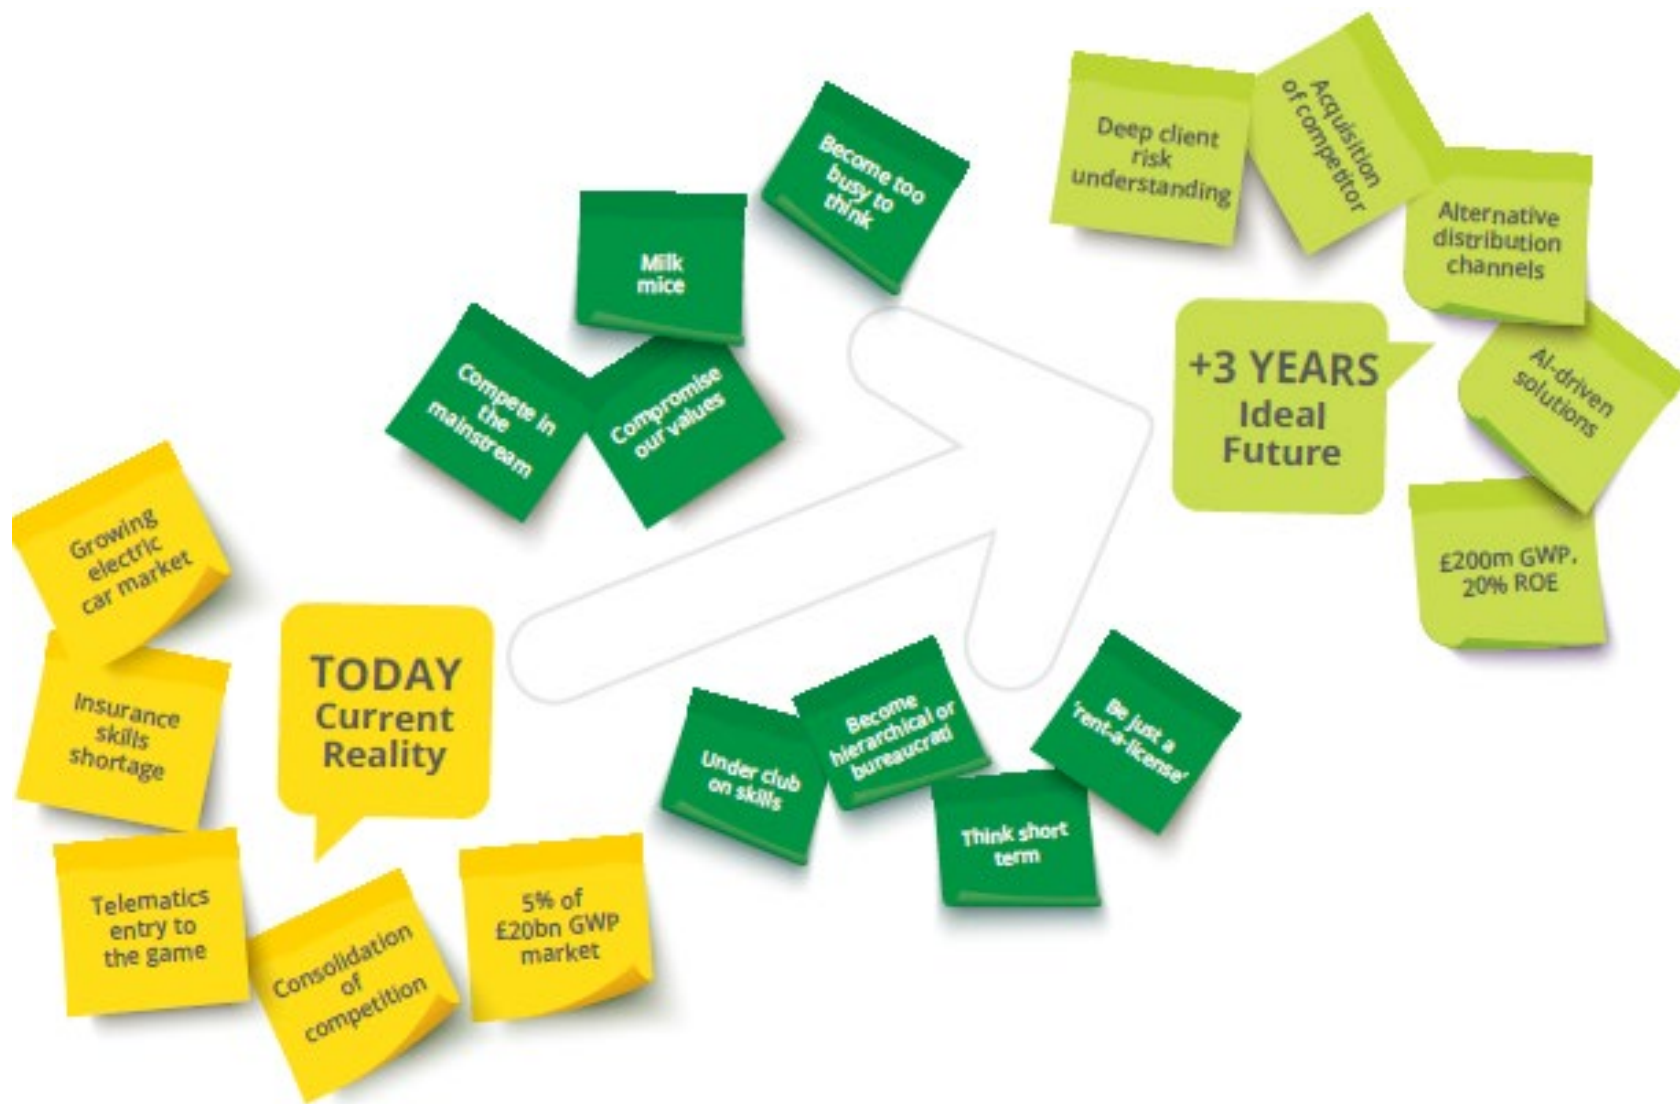 Growing
electric
car market
Insurance
skills
shortage
Telematics
entry to
the game
Consolidation
of
competition
5% of
£20bn GWP
market
TODAY
Current
Reality
Compete in
the
mainstream
Compromise
our values
Milk
mice
Become too
busy to
think
Under club
on skills
Become
hierarchical or
bureaucrati
Think short
term
Be just a
'rent-a-license'
+3 YEARS
Ideal
Future
Deep client
risk
understanding
Acquisition
of competitor
Alternative
distribution
channels
AI-driven
solutions
£200m GWP.
20% ROE